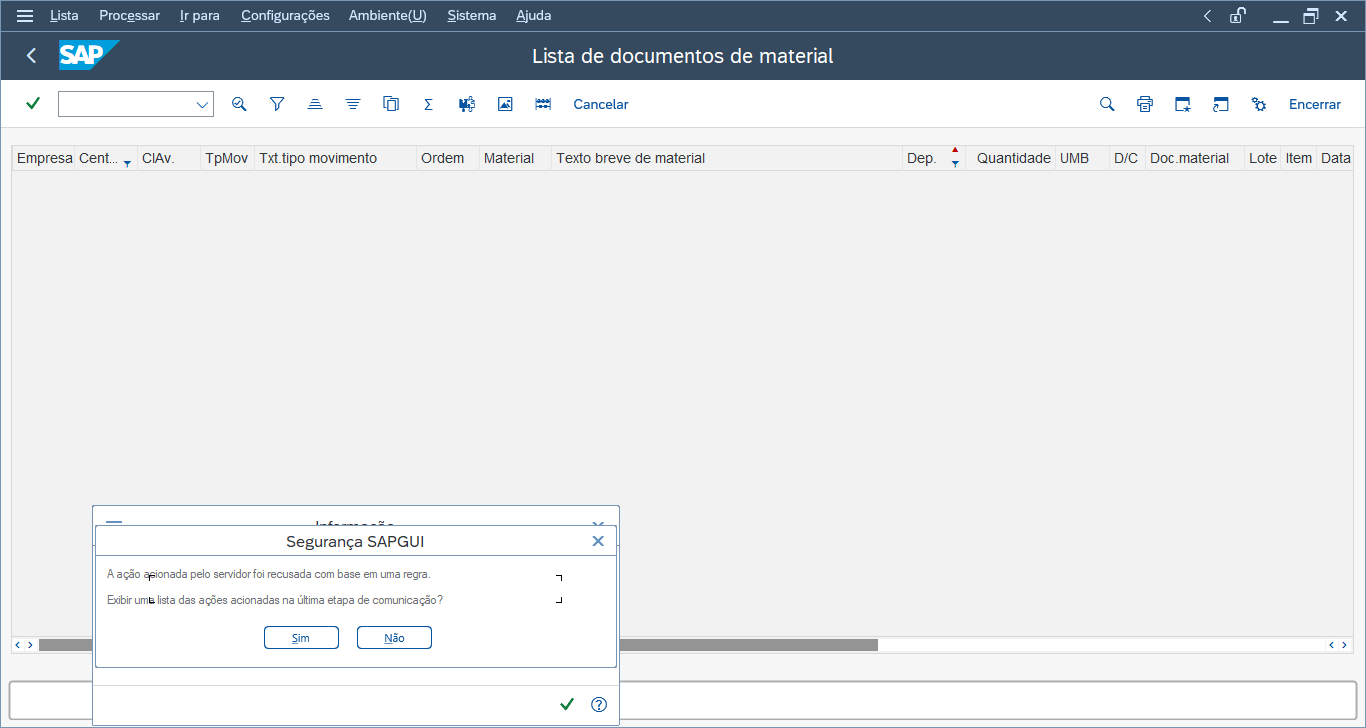 Lista Processar Ir para Configurações Ambiente(U) Sistema Ajuda
SAP Lista de documentos de material
Σ Cancelar Encerrar
Empresa Cent... ClAv. TpMov Txt.tipo movimento Ordem Material Texto breve de material Dep. Quantidade UMB D/C Doc.material Lote Item Data
Informação
Segurança SAPGUI
A ação acionada pelo servidor foi recusada com base em uma regra.
Exibir uma lista das ações acionadas na última etapa de comunicação?
Sim Não